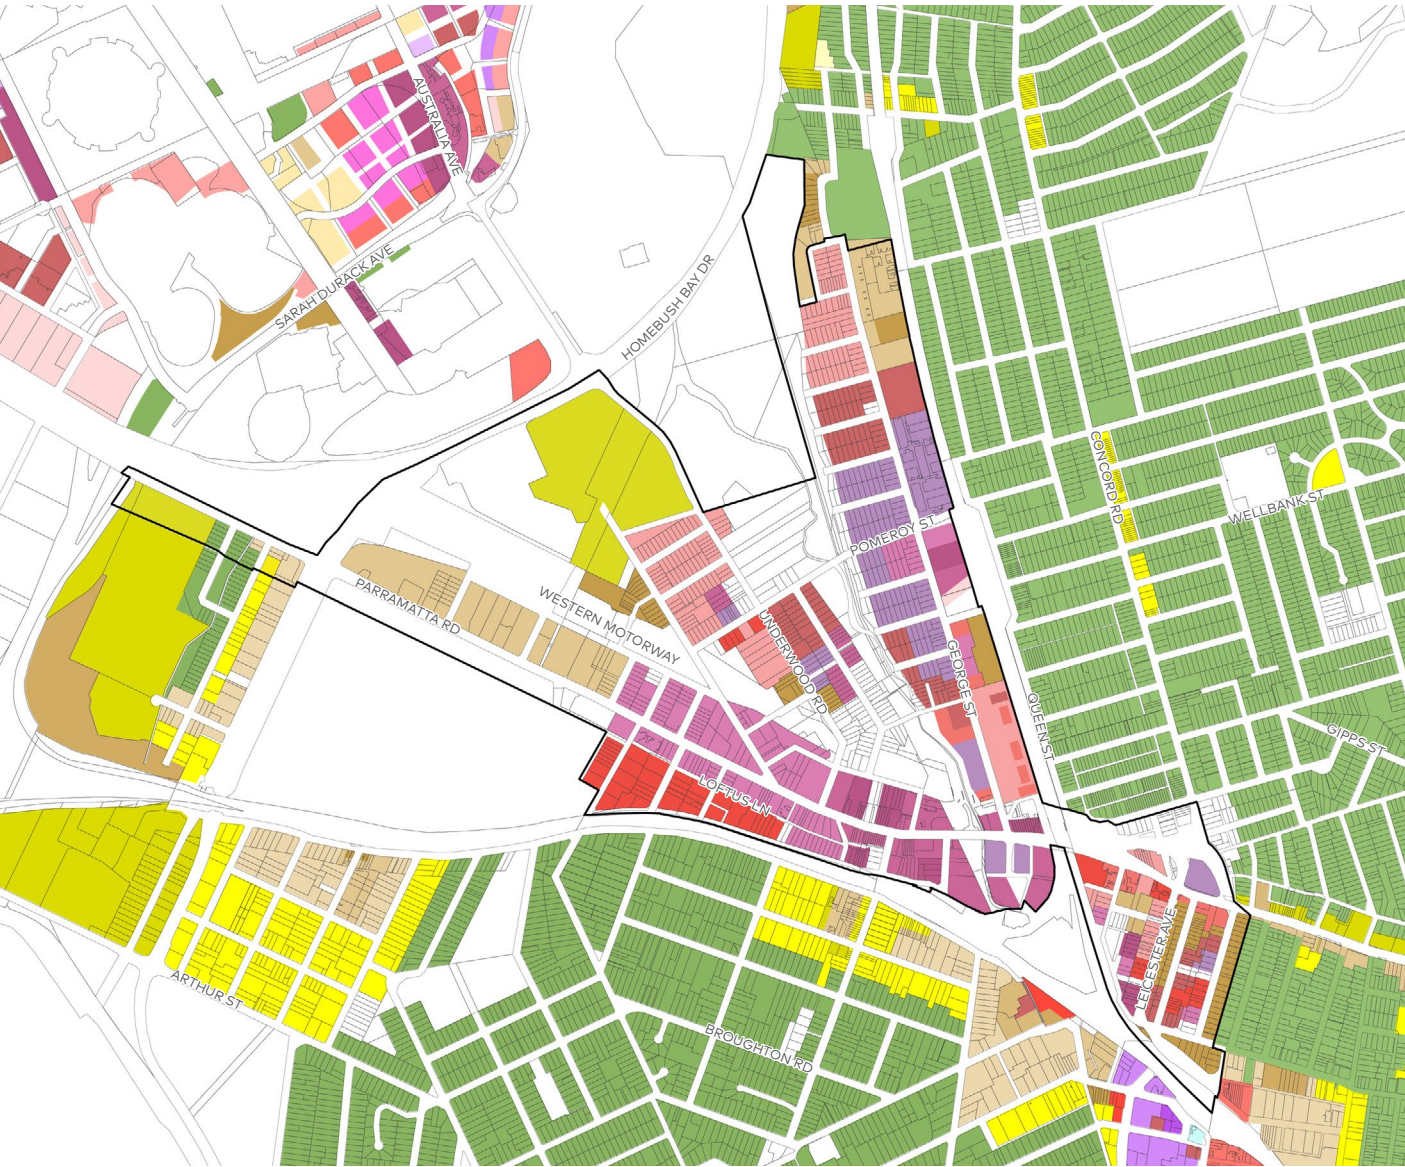 AUSTRALIA AVE
SARAH DURACK AVE
HOMEBUSH BAY DR
CONCORD RD
WELLBANK ST
POMEROY ST
PARRAMATTA RD
WESTERN MOTORWAY
UNDERWOOD RD
GEORGE ST
QUEEN ST
GIPPS ST
LOFTUS LN
LEICESTER AVE
ARTHUR ST
BROUGHTON RD